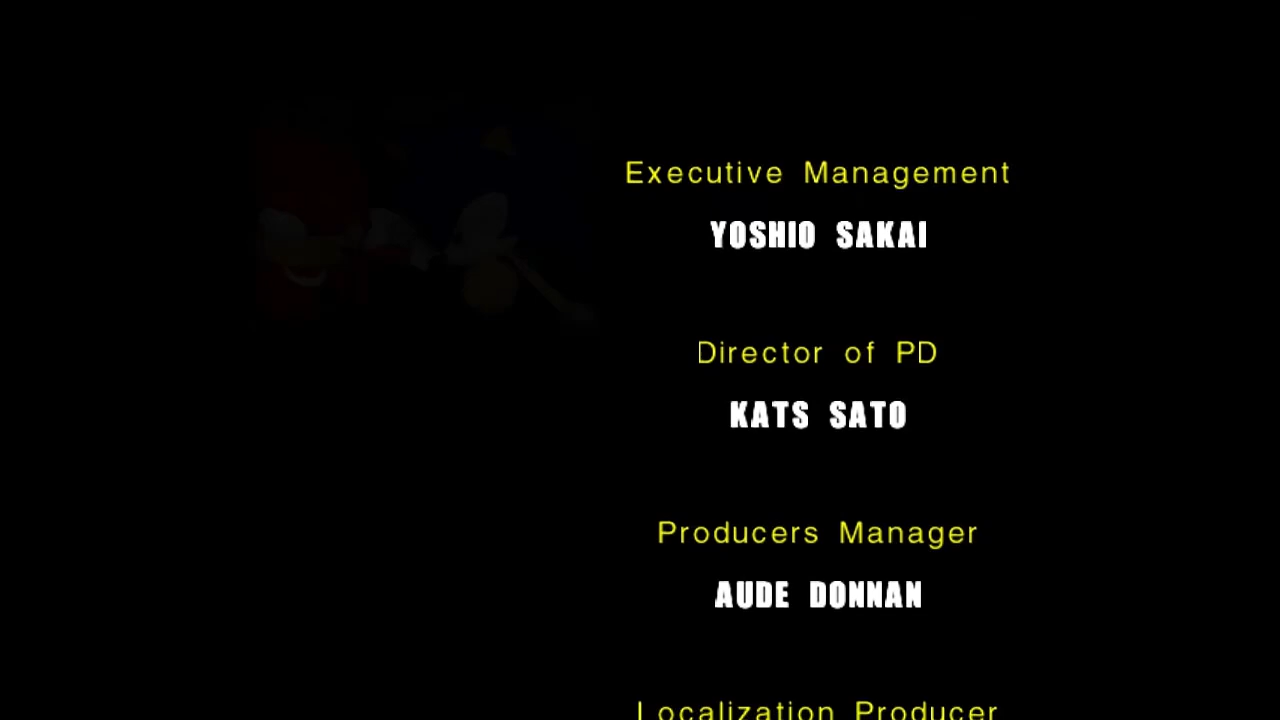 Executive Management
YOSHIO SAKAI
Director of PD
KATS SATO
Producers Manager
AUDE DONNAN
Localization Producer